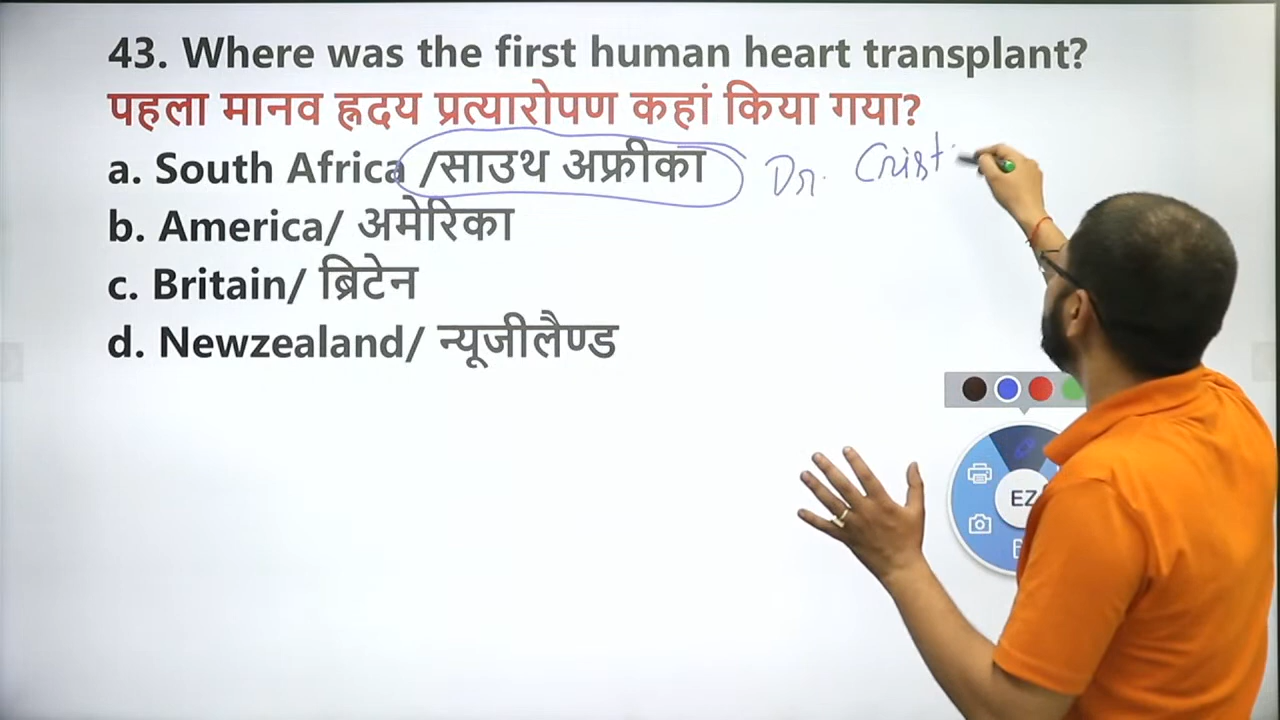 43. Where was the first human heart transplant?
पहला मानव ह्रदय प्रत्यारोपण कहां किया गया?
a. South Africa /साउथ अफ्रीका Dr. Crist
b. America/ अमेरिका
c. Britain/ ब्रिटेन
d. Newzealand/ न्यूजीलैण्ड
EZ